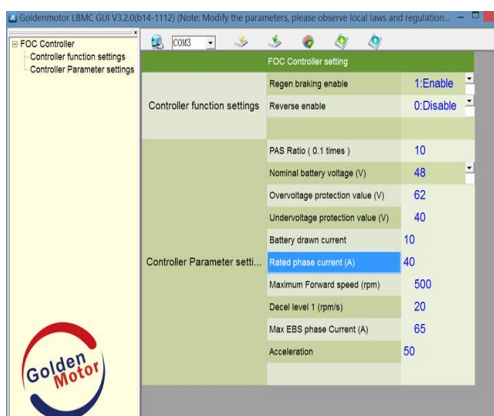 Goldenmotor LBMC GUI V3.2.0(b14-1112) (Note: Modify the parameters, please observe local laws and regulation..
FOC Controller
Controller function settings
Controller Parameter settings
COM3
FOC Controller setting
Controller function settings
Regen braking enable 1:Enable
Reverse enable 0:Disable
Controller Parameter setti...
PAS Ratio ( 0.1 times ) 10
Nominal battery voltage (V) 48
Overvoltage protection value (V) 62
Undervoltage protection value (V) 40
Battery drawn current 10
Rated phase current (A) 40
Maximum Forward speed (rpm) 500
Decel level 1 (rpm/s) 20
Max EBS phase Current (A) 65
Acceleration 50
Golden
Motor